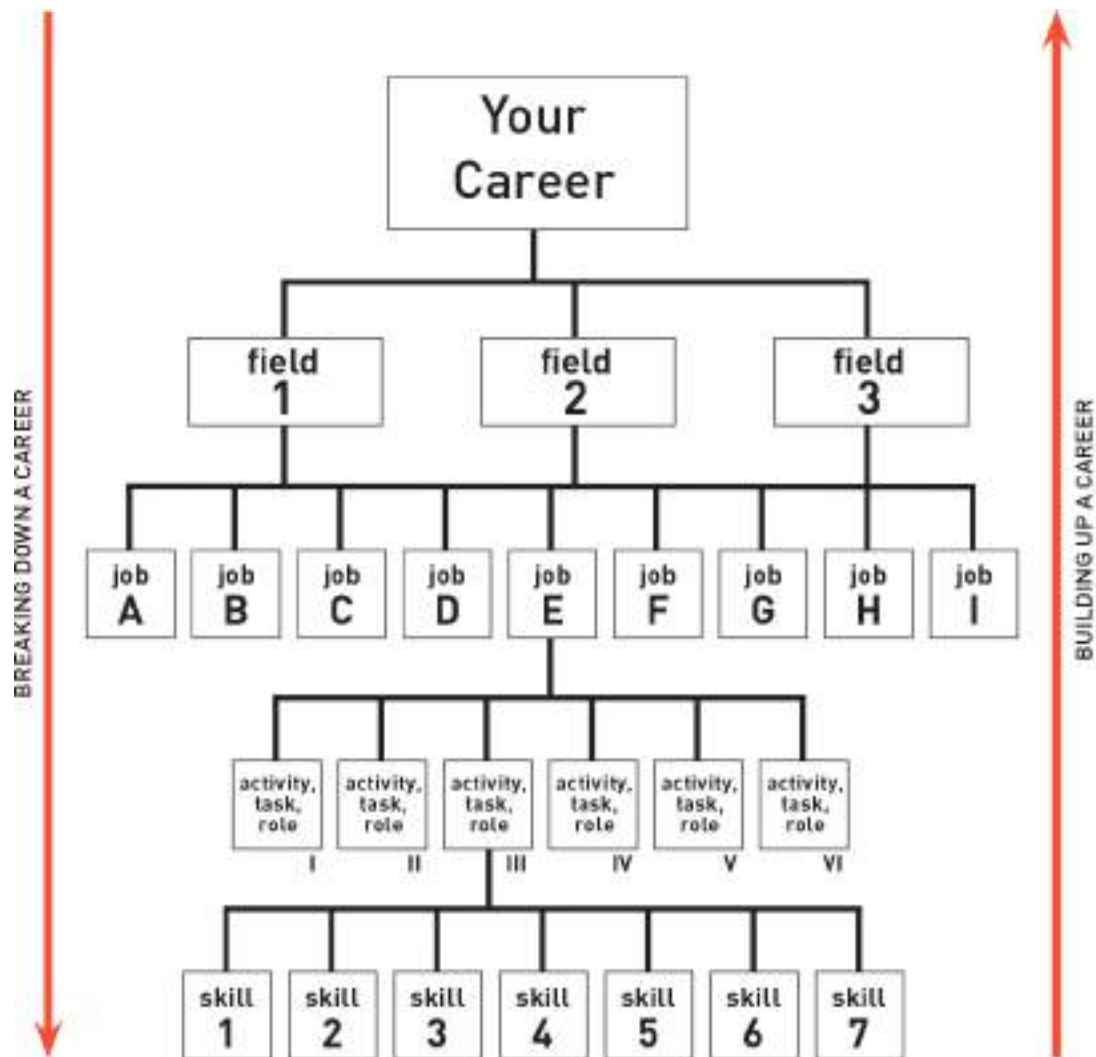 Your
Career
field
1
field
2
field
3
BREAKING DOWN A CAREER
BUILDING UP A CAREER
job
A
job
B
job
C
job
D
job
E
job
F
job
G
job
H
job
I
activity,
task,
role
I
activity,
task,
role
II
activity,
task,
role
III
activity,
task,
role
IV
activity,
task,
role
V
activity,
task,
role
VI
skill
1
skill
2
skill
3
skill
4
skill
5
skill
6
skill
7